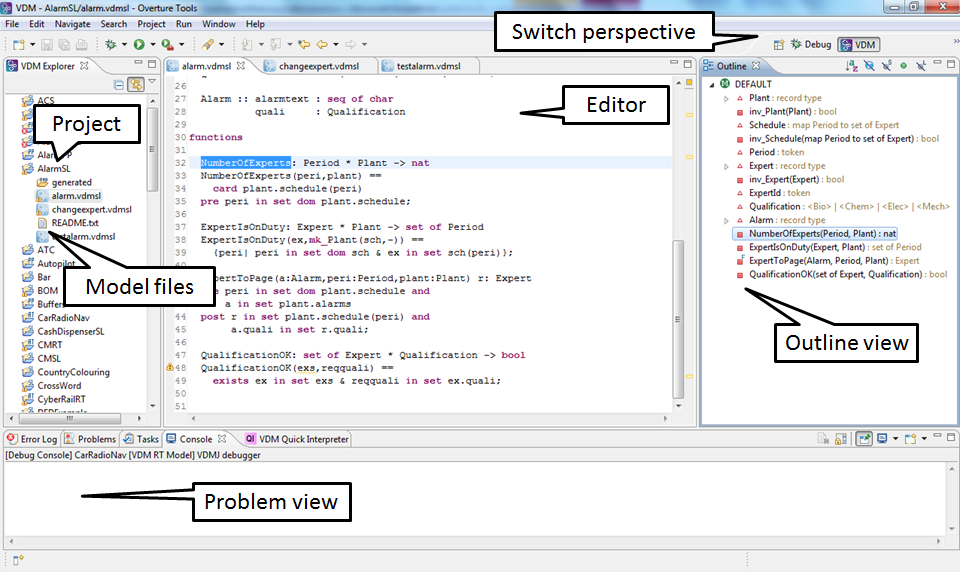 VDM - AlarmSL/alarm.vdmsl - Overture Tools
File Edit Navigate Search Project Run Window Help
Switch perspective
Debug
VDM
VDM Explorer
ACS
Project
AlarmSL
generated
alarm.vdmsl
changeexpert.vdmsl
README.txt
ATC
Autopilot
Bar
BOM
Model files
CarRadioNav
CashDispenserSL
CMRT
CMSL
CountryColouring
CrossWord
CyberRailRT
alarm.vdmsl
changeexpert.vdmsl
testalarm.vdmsl
Editor
26
27 Alarm :: alarmtext : seq of char
28 quali : Qualification
29
30 functions
31
32 NumberOfExperts: Period * Plant -> nat
33 NumberOfExperts(peri,plant) ==
34 card plant.schedule(peri)
35 pre peri in set dom plant.schedule;
36
37 ExpertIsOnDuty: Expert * Plant -> set of Period
38 ExpertIsOnDuty(ex,mk_Plant(sch,-)) ==
39 {peri| peri in set dom sch & ex in set sch(peri)};
ExpertToPage(a:Alarm,peri:Period,plant:Plant) r: Expert
peri in set dom plant.schedule and
a in set plant.alarms
44 post r in set plant.schedule(peri) and
45 a.quali in set r.quali;
46
47 QualificationOK: set of Expert * Qualification -> bool
48 QualificationOK(exs,reqquali) ==
49 exists ex in set exs & reqquali in set ex.quali;
50
51
Outline
DEFAULT
Plant : record type
inv_Plant(Plant) : bool
Schedule : map Period to set of Expert
inv_Schedule(map Period to set of Expert) : bool
Period : token
Expert : record type
inv_Expert(Expert) : bool
ExpertId : token
Qualification : <Bio> | <Chem> | <Elec> | <Mech>
Alarm : record type
NumberOfExperts(Period, Plant) : nat
ExpertIsOnDuty(Expert, Plant) : set of Period
ExpertToPage(Alarm, Period, Plant) : Expert
QualificationOK(set of Expert, Qualification) : bool
Outline view
Error Log
Problems
Tasks
Console
VDM Quick Interpreter
[Debug Console] CarRadioNav [VDM RT Model] VDMJ debugger
Problem view